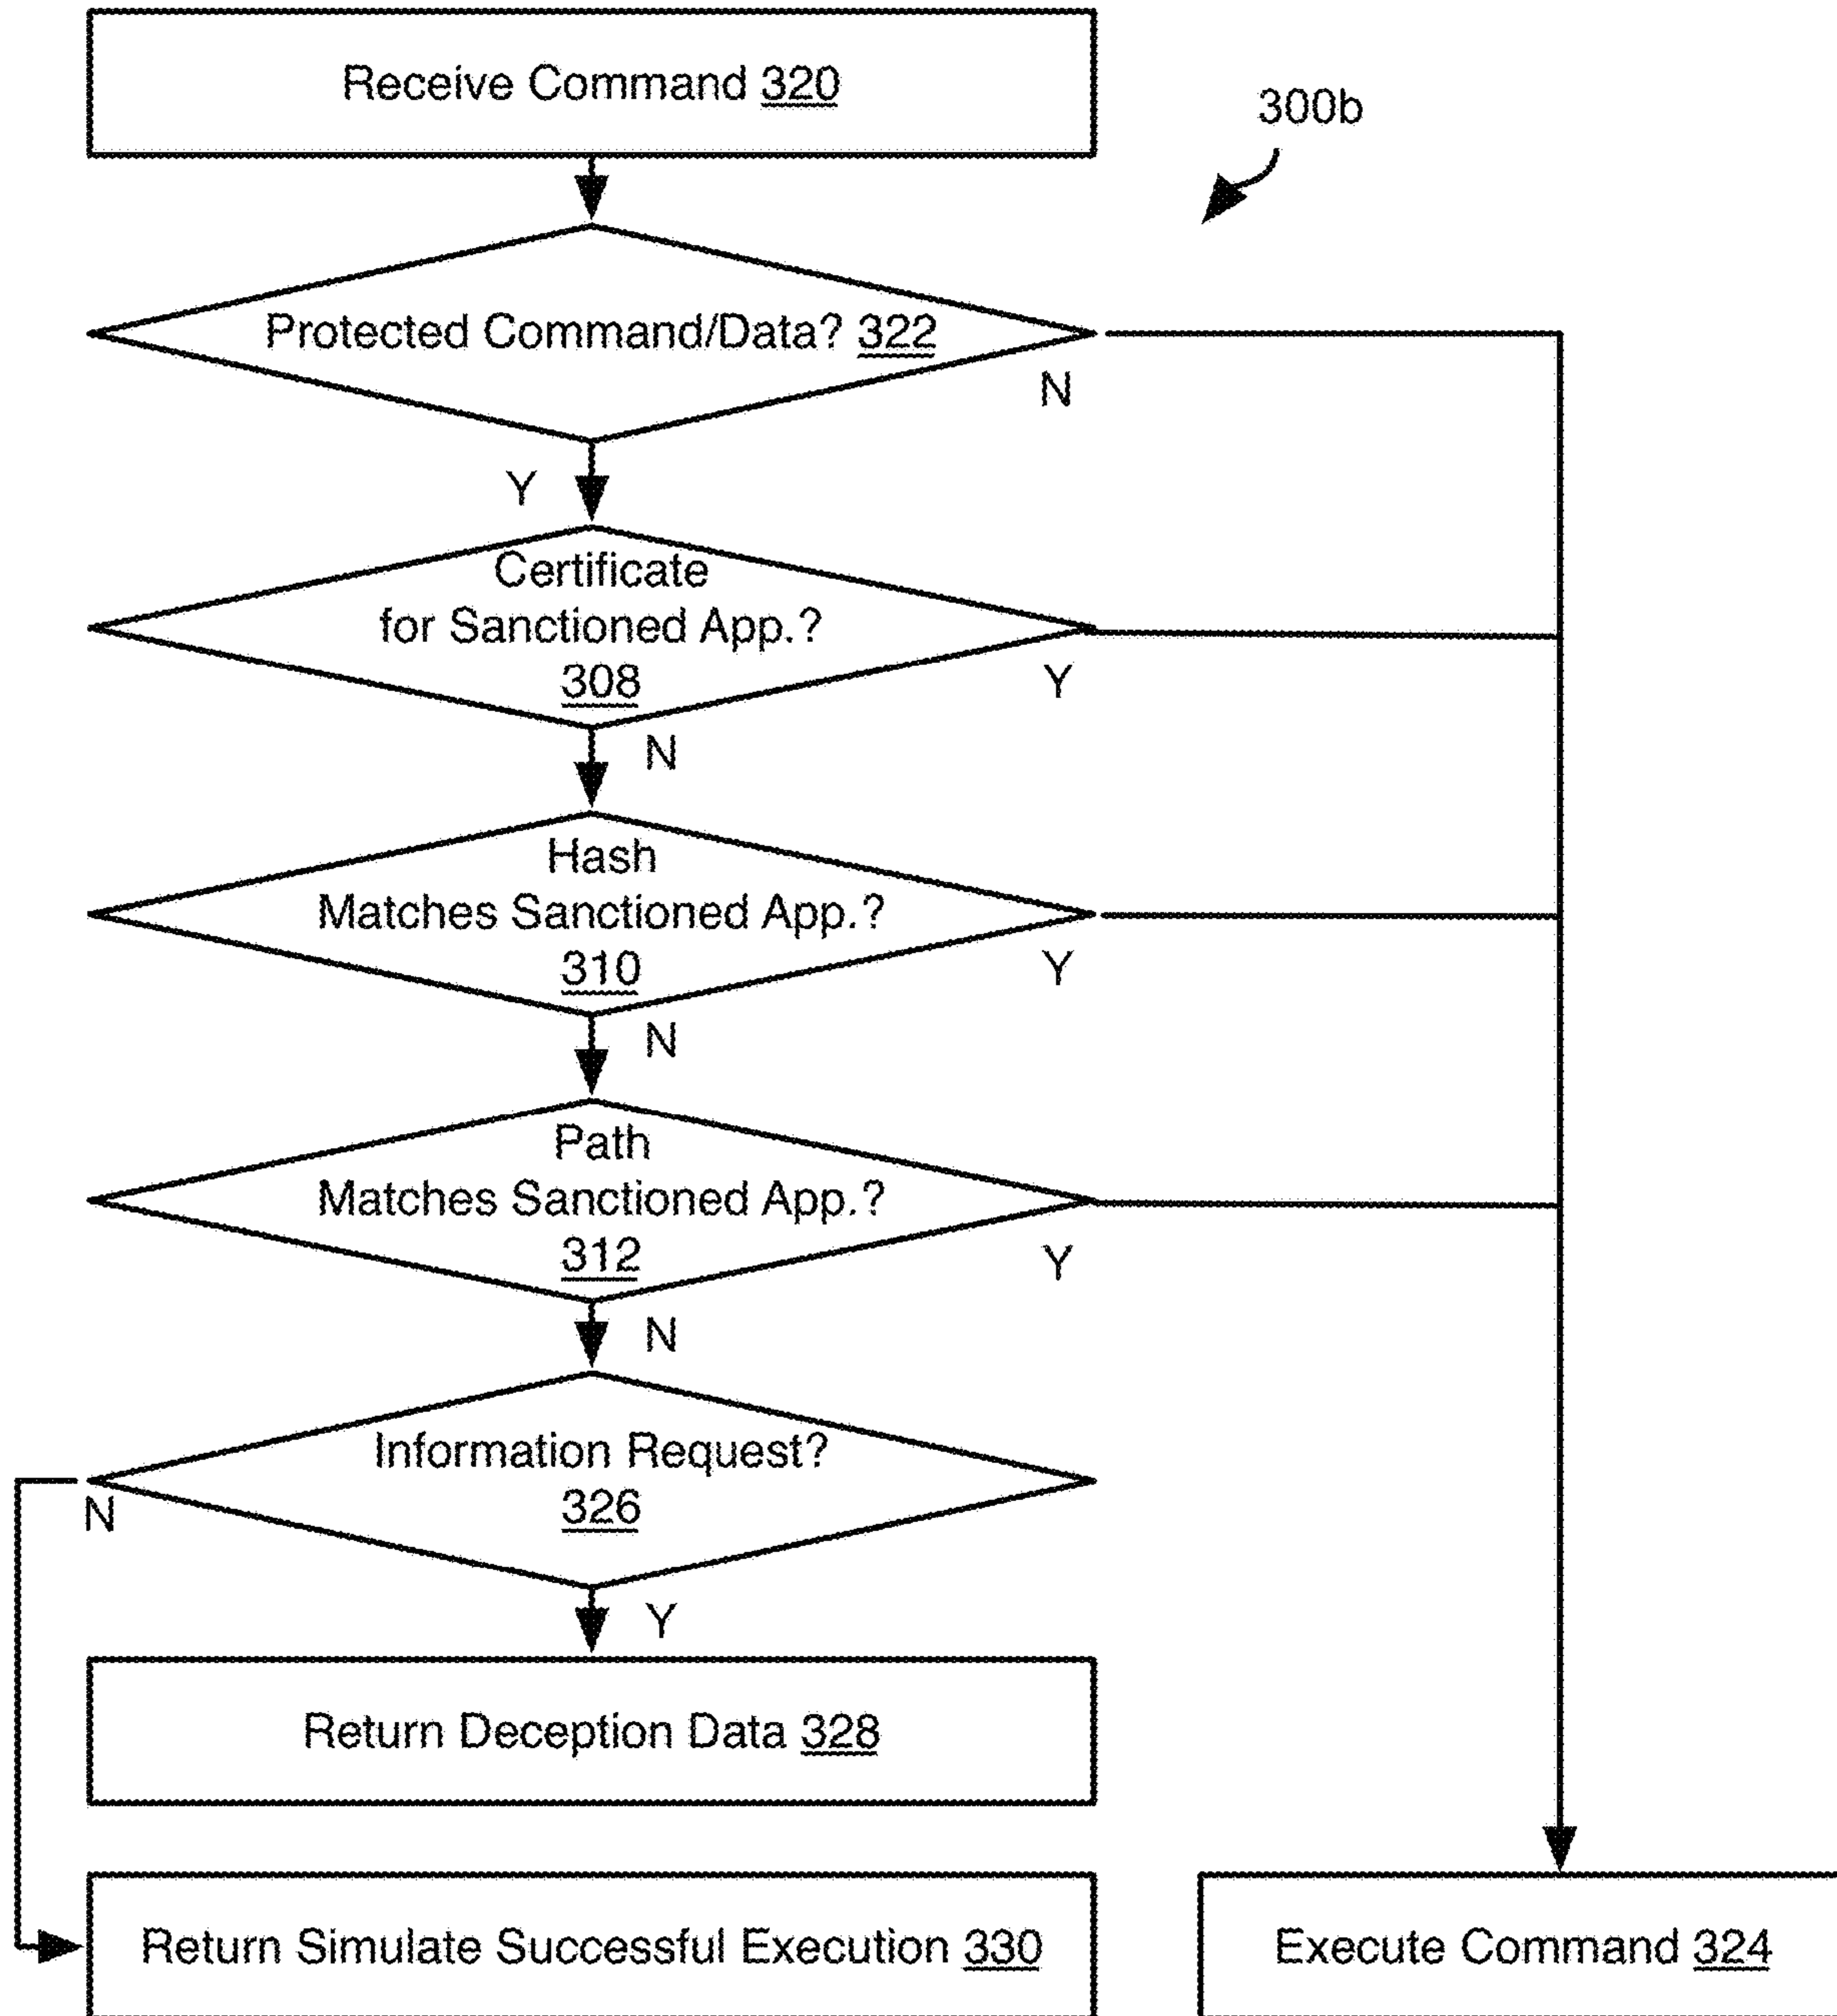 Receive Command 320
300b
Protected Command/Data? 322
N
Y
Certificate
for Sanctioned App.?
308
Y
N
Hash
Matches Sanctioned App.?
310
Y
N
Path
Matches Sanctioned App.?
312
Y
N
Information Request?
326
N
Y
Return Deception Data 328
Return Simulate Successful Execution 330
Execute Command 324